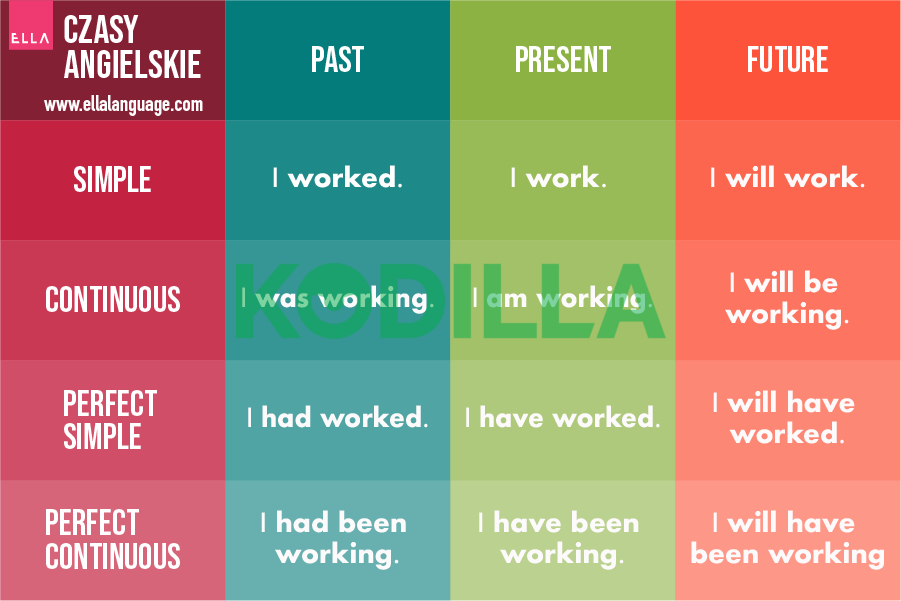 ELLA
CZASY
ANGIELSKIE
www.ellalanguage.com
PAST
PRESENT
FUTURE
SIMPLE
I worked.
I work.
I will work.
CONTINUOUS
I was working.
I am working.
I will be
working.
KODILLA
PERFECT
SIMPLE
I had worked.
I have worked.
I will have
worked.
PERFECT
CONTINUOUS
I had been
working.
I have been
working.
I will have
been working